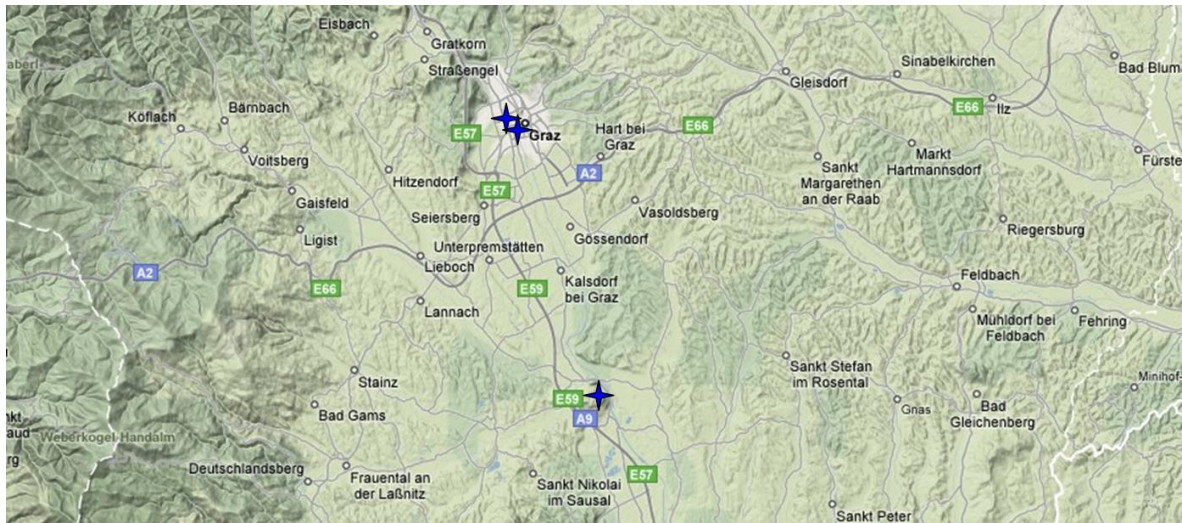 Eisbach
Gratkorn
Straßengel
Sinabelkirchen
Gleisdorf
Bad Blum
aberl
Ilz
E66
Bärnbach
Köflach
E57
Graz
Hart bei
Graz
E66
Voitsberg
Hitzendorf
A2
Sankt
Margarethen
an der Raab
Markt
Hartmannsdorf
Fürste
E57
Gaisfeld
Seiersberg
Vasoldsberg
Riegersburg
Ligist
Unterpremstätten
Gössendorf
A2
Lieboch
Feldbach
E66
E59
Kalsdorf
bei Graz
Lannach
Mühldorf bei
Feldbach
Fehring
Stainz
Sankt Stefan
im Rosental
Minihof-
E59
Bad Gams
A9
Gnas
Bad
Gleichenberg
nkt
aud
rg
Weberkogel-Handalm
Deutschlandsberg
Frauental an
der Laßnitz
Sankt Nikolai
im Sausal
E57
Sankt Peter